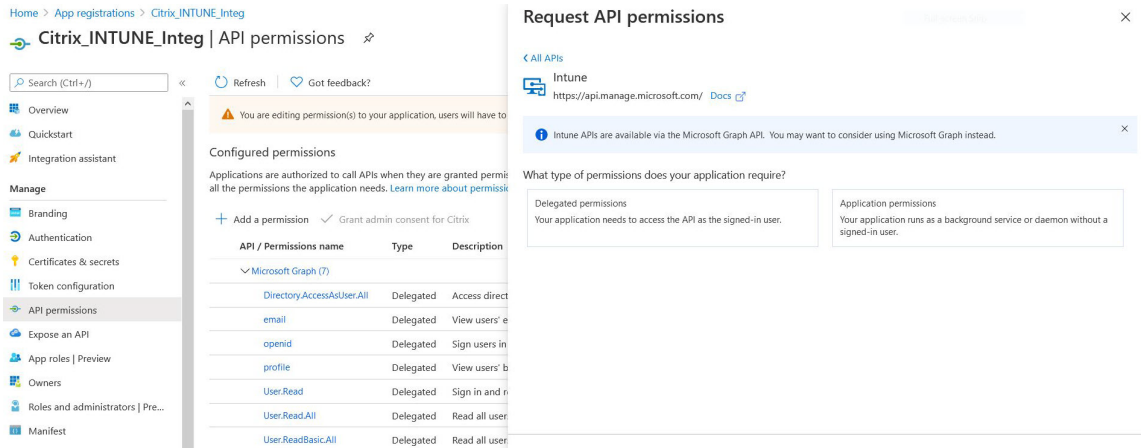 Home > App registrations > Citrix_INTUNE_Integ
Citrix_INTUNE_Integ | API permissions
Search (Ctrl+/)
«
Overview
Quickstart
Integration assistant
Manage
Branding
Authentication
Certificates & secrets
Token configuration
API permissions
Expose an API
App roles | Preview
Owners
Roles and administrators | Pre...
Manifest
Refresh
Got feedback?
You are editing permission(s) to your application, users will have to
Configured permissions
Applications are authorized to call APIs when they are granted permis
all the permissions the application needs. Learn more about permissio
+ Add a permission ✓ Grant admin consent for Citrix
API / Permissions name Type Description
Microsoft Graph (7)
Directory.AccessAsUser.All Delegated Access direct
email Delegated View users' e
openid Delegated Sign users in
profile Delegated View users' b
User.Read Delegated Sign in and r
User.Read.All Delegated Read all user
User.ReadBasic.All Delegated Read all user
Request API permissions
All APIs
Intune
https://api.manage.microsoft.com/ Docs
Intune APIs are available via the Microsoft Graph API. You may want to consider using Microsoft Graph instead.
What type of permissions does your application require?
Delegated permissions
Your application needs to access the API as the signed-in user.
Application permissions
Your application runs as a background service or daemon without a
signed-in user.